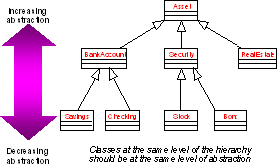 Increasing
abstraction
Asset
BankAccount
Security
RealEstate
Savings
Checking
Stock
Bond
Decreasing
abstraction
Classes at the same level of the hierarchy
should be at the same level of abstraction